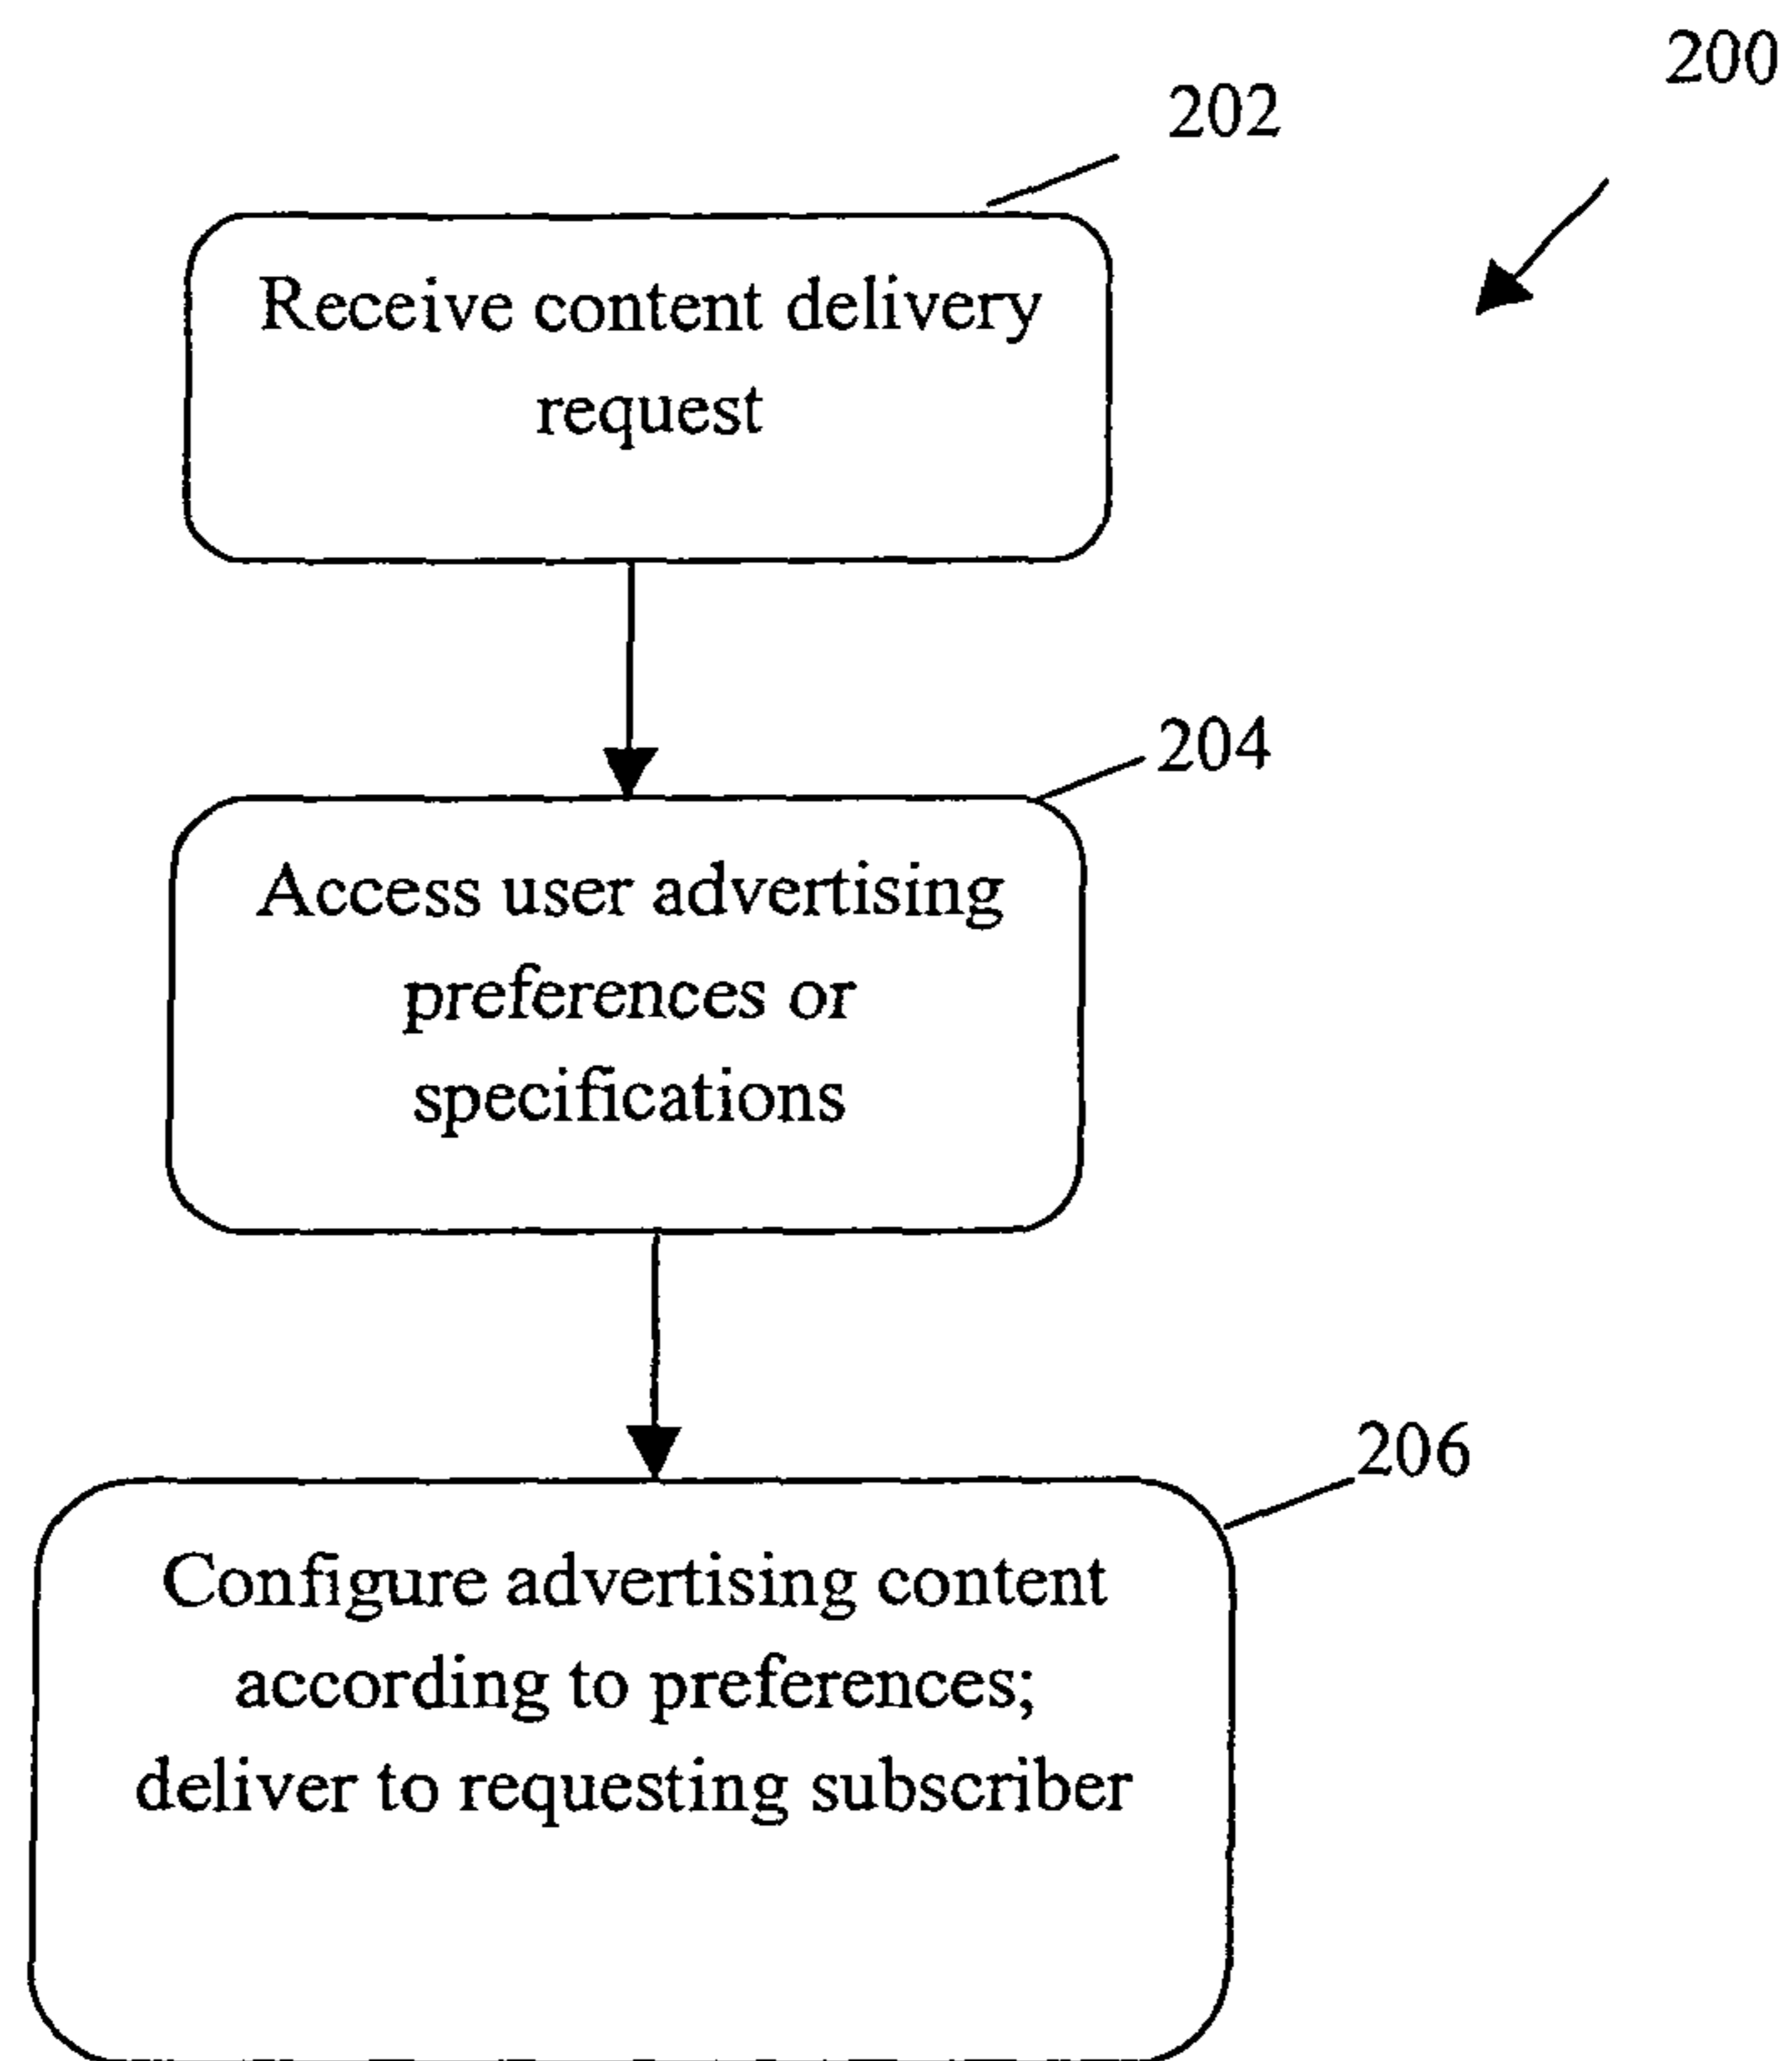 200
202
Receive content delivery
request
204
Access user advertising
preferences or
specifications
206
Configure advertising content
according to preferences;
deliver to requesting subscriber